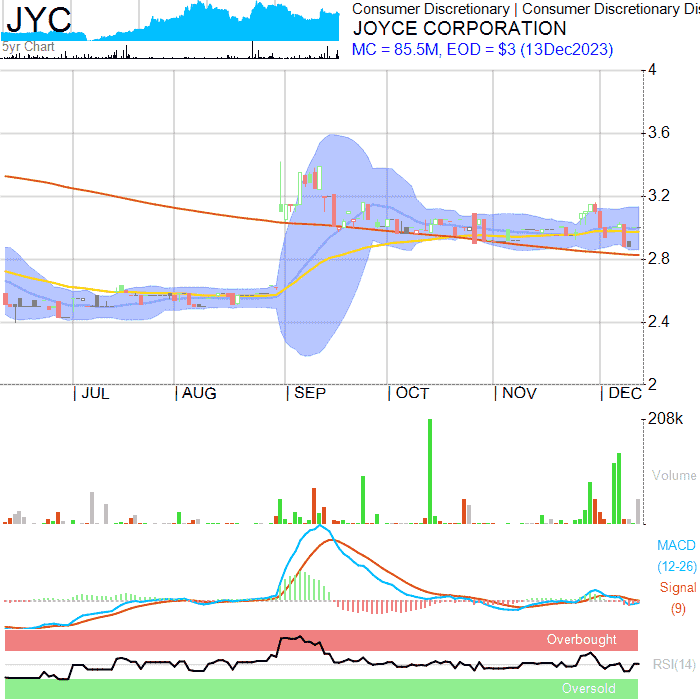 JYC
5yr Chart
Consumer Discretionary | Consumer Discretionary Dis
JOYCE CORPORATION
MC = 85.5M, EOD = $3 (13Dec2023)
4
3.6
3.2
2.8
2.4
2
| JUL | AUG | SEP | OCT | NOV | DEC
208k
Volume
MACD
(12-26)
Signal
(9)
Overbought
RSI(14)
Oversold